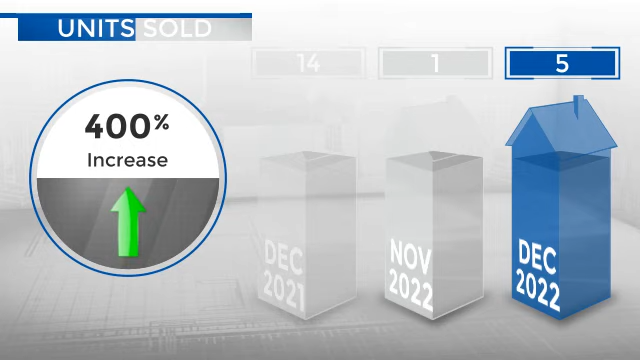 UNITS SOLD
14
1
5
400%
Increase
DEC
2021
NOV
2022
DEC
2022